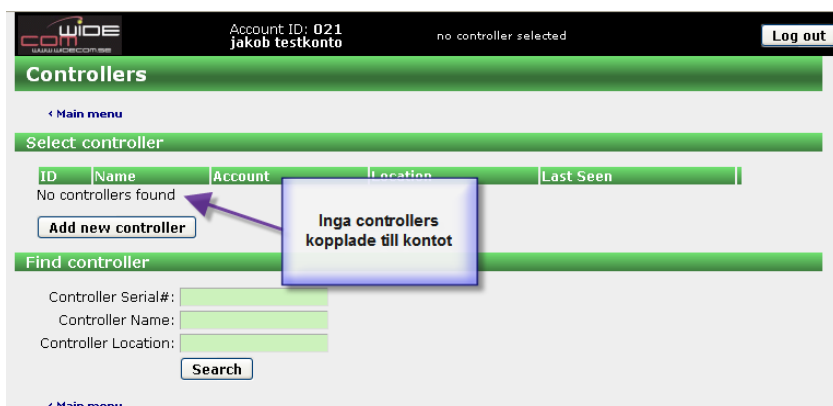 wide
com
www.widecom.se
Account ID: 021
jakob testkonto
no controller selected
Log out
Controllers
‹ Main menu
Select controller
ID Name Account Location Last Seen
No controllers found
Inga controllers
kopplade till kontot
Add new controller
Find controller
Controller Serial#:
Controller Name:
Controller Location:
Search
‹ Main menu